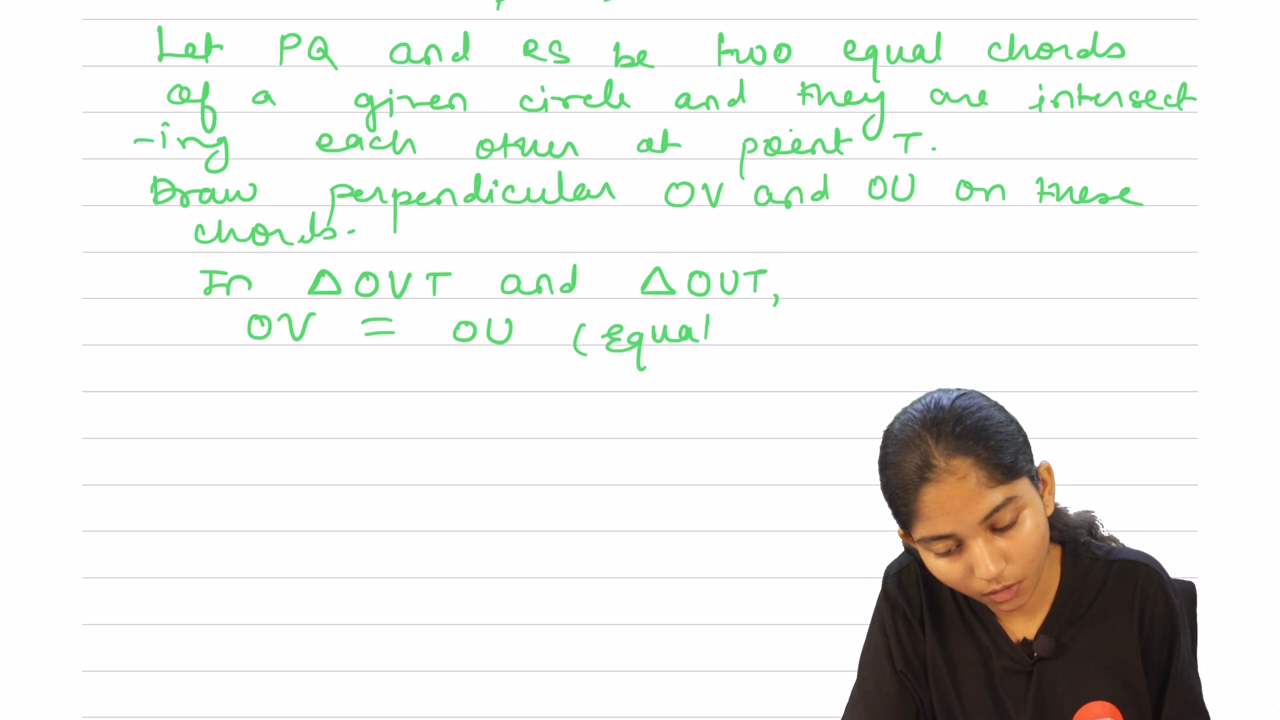 Let PQ and RS be two equal chords
of a given circle and they are intersect
-ing each other at point T.
Draw perpendicular OV and OU on these
chords.
In △OVT and △OUT,
OV = OU (Equal